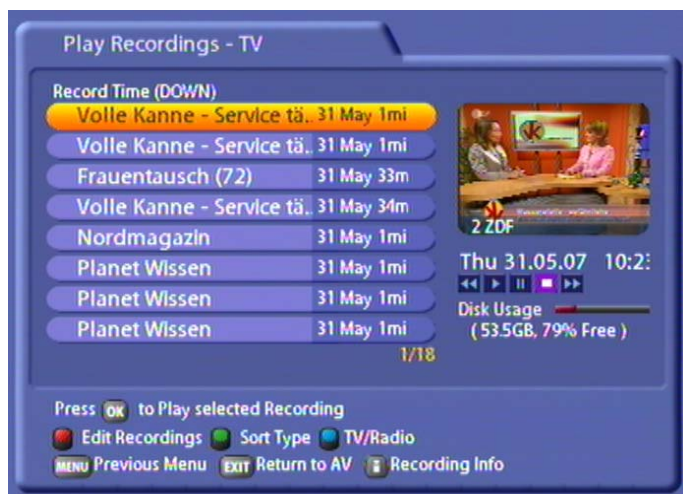 Play Recordings - TV
Record Time (DOWN)
Volle Kanne - Service tä.. 31 May 1mi
Volle Kanne - Service tä.. 31 May 1mi
Frauentausch (72) 31 May 33m
Volle Kanne - Service tä.. 31 May 34m
Nordmagazin 31 May 1mi
Planet Wissen 31 May 1mi
Planet Wissen 31 May 1mi
Planet Wissen 31 May 1mi
1/18
2 ZDF
Thu 31.05.07 10:23
Disk Usage
( 53.5GB, 79% Free )
Press OK to Play selected Recording
Edit Recordings Sort Type TV/Radio
MENU Previous Menu EXIT Return to AV i Recording Info